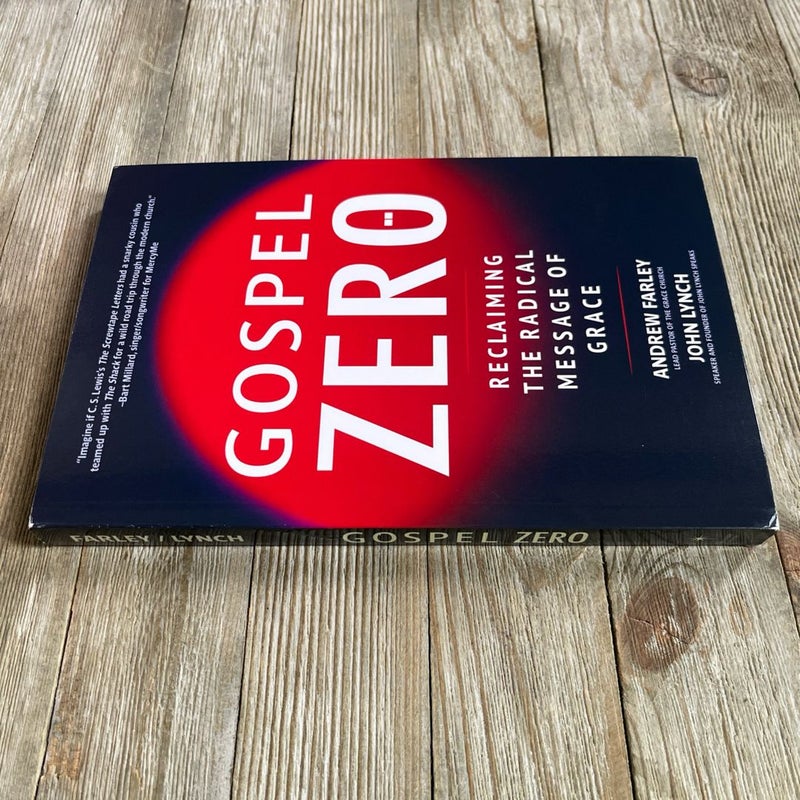 "Imagine if C. S. Lewis's The Screwtape Letters had a snarky cousin who
teamed up with The Shack for a wild road trip through the modern church."
–Bart Millard, singer/songwriter for MercyMe
GOSPEL
ZERO
RECLAIMING
THE RADICAL
MESSAGE OF
GRACE
ANDREW FARLEY
LEAD PASTOR OF THE GRACE CHURCH
JOHN LYNCH
SPEAKER AND FOUNDER OF JOHN LYNCH SPEAKS
FARLEY / LYNCH GOSPEL ZERO